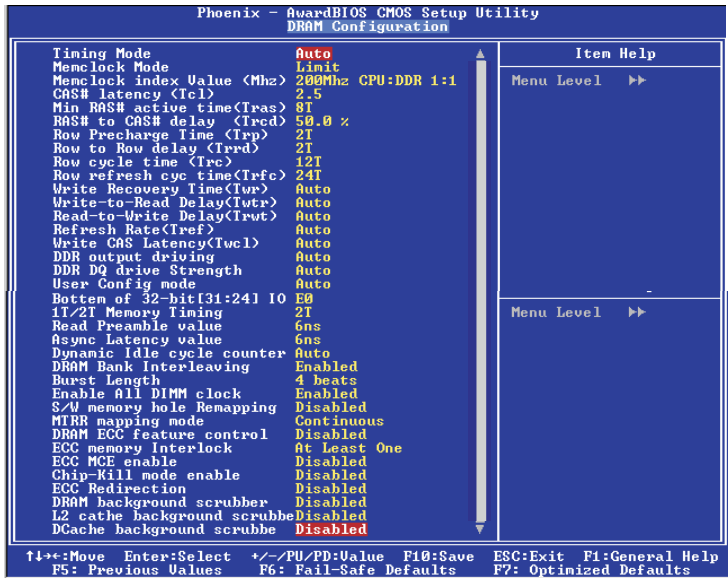 Phoenix - AwardBIOS CMOS Setup Utility
DRAM Configuration
Timing Mode Auto
Memclock Mode Limit
Memclock index Value (Mhz) 200Mhz CPU:DDR 1:1
CAS# latency (Tcl) 2.5
Min RAS# active time(Tras) 8T
RAS# to CAS# delay (Trcd) 50.0 %
Row Precharge Time (Trp) 2T
Row to Row delay (Trrd) 2T
Row cycle time (Trc) 12T
Row refresh cyc time(Trfc) 24T
Write Recovery Time(Twr) Auto
Write-to-Read Delay(Twtr) Auto
Read-to-Write Delay(Trwt) Auto
Refresh Rate(Tref) Auto
Write CAS Latency(Twcl) Auto
DDR output driving Auto
DDR DQ drive Strength Auto
User Config mode Auto
Bottem of 32-bit[31:24] IO E0
1T/2T Memory Timing 2T
Read Preamble value 6ns
Async Latency value 6ns
Dynamic Idle cycle counter Auto
DRAM Bank Interleaving Enabled
Burst Length 4 beats
Enable All DIMM clock Enabled
S/W memory hole Remapping Disabled
MTRR mapping mode Continuous
DRAM ECC feature control Disabled
ECC memory Interlock At Least One
ECC MCE enable Disabled
Chip-Kill mode enable Disabled
ECC Redirection Disabled
DRAM background scrubber Disabled
L2 cathe background scrubbeDisabled
DCache background scrubbe Disabled
Item Help
Menu Level ▶▶
Menu Level ▶▶
↑↓→←:Move Enter:Select +/-/PU/PD:Value F10:Save ESC:Exit F1:General Help
F5: Previous Values F6: Fail-Safe Defaults F7: Optimized Defaults